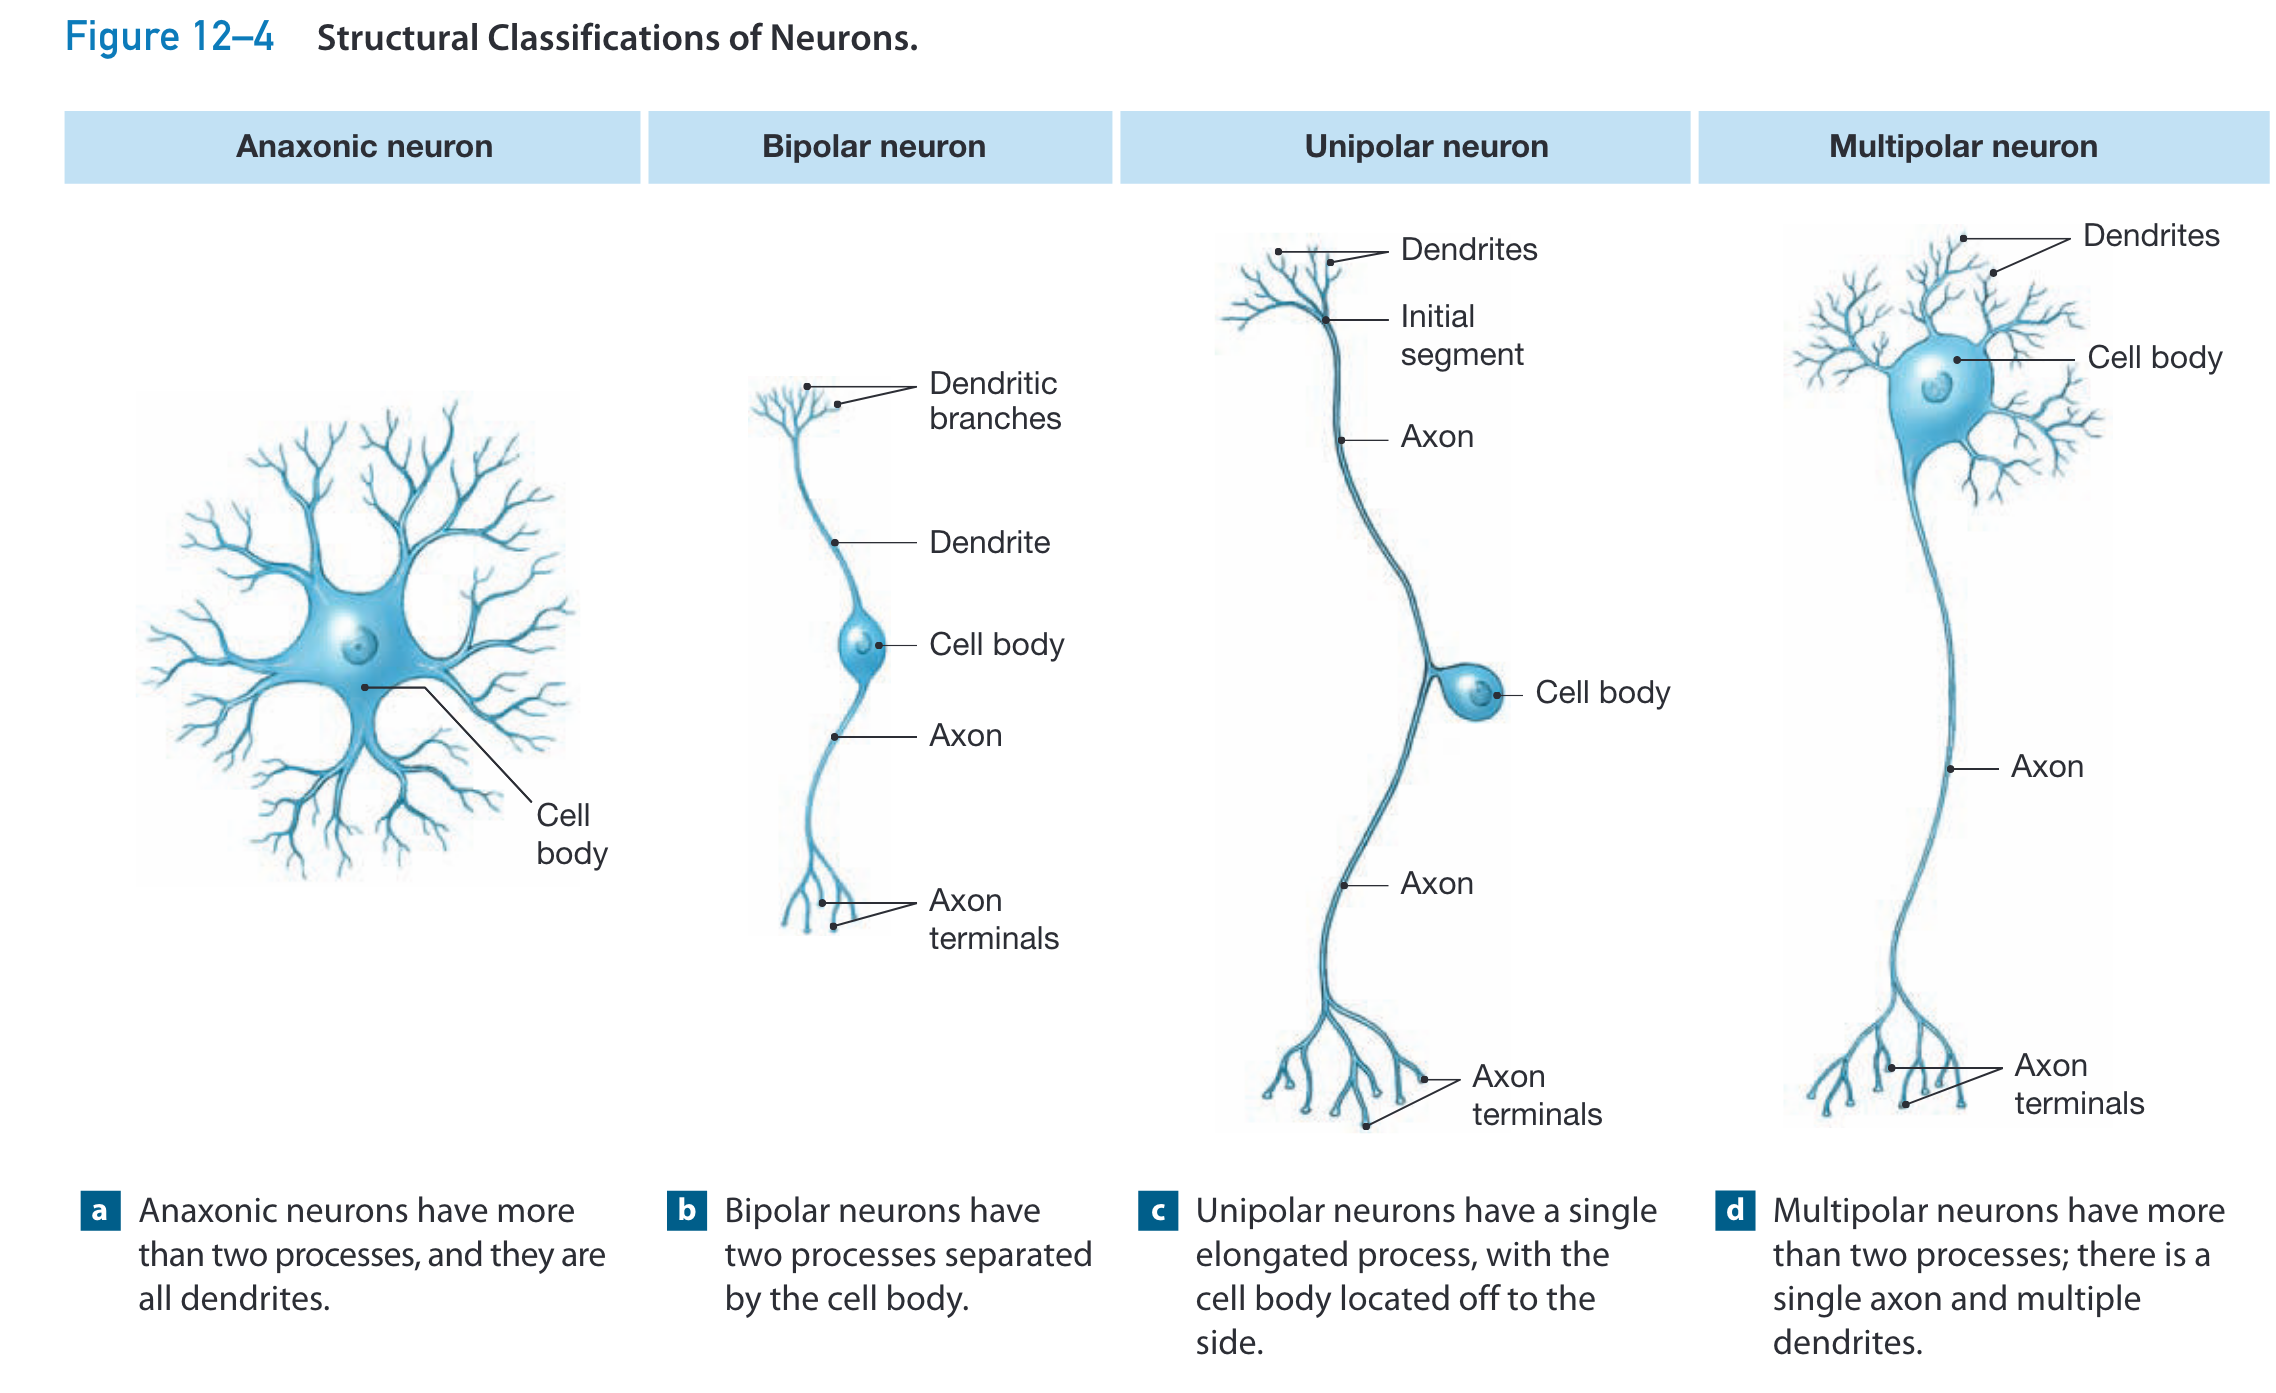 Figure 12–4 Structural Classifications of Neurons.
Anaxonic neuron
Bipolar neuron
Unipolar neuron
Multipolar neuron
Cell
body
Dendritic
branches
Dendrite
Cell body
Axon
Axon
terminals
Dendrites
Initial
segment
Axon
Cell body
Axon
Axon
terminals
Dendrites
Cell body
Axon
Axon
terminals
a Anaxonic neurons have more
than two processes, and they are
all dendrites.
b Bipolar neurons have
two processes separated
by the cell body.
c Unipolar neurons have a single
elongated process, with the
cell body located off to the
side.
d Multipolar neurons have more
than two processes; there is a
single axon and multiple
dendrites.